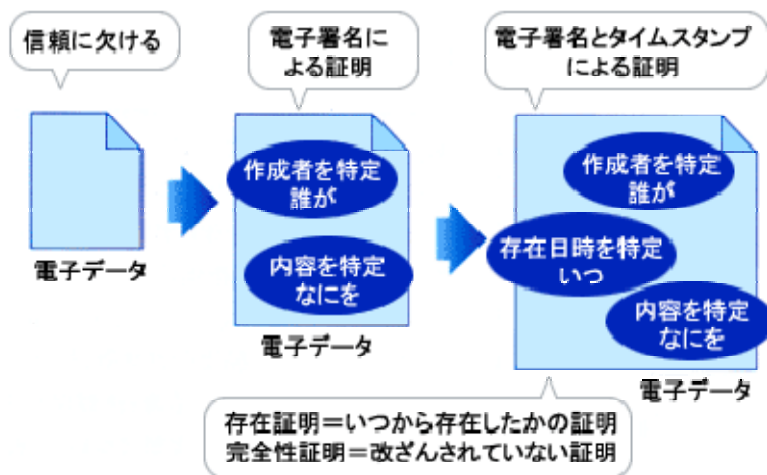 信頼に欠ける
電子データ
電子署名に
よる証明
作成者を特定
誰が
内容を特定
なにを
電子データ
電子署名とタイムスタンプ
による証明
作成者を特定
誰が
存在日時を特定
いつ
内容を特定
なにを
電子データ
存在証明＝いつから存在したかの証明
完全性証明＝改ざんされていない証明